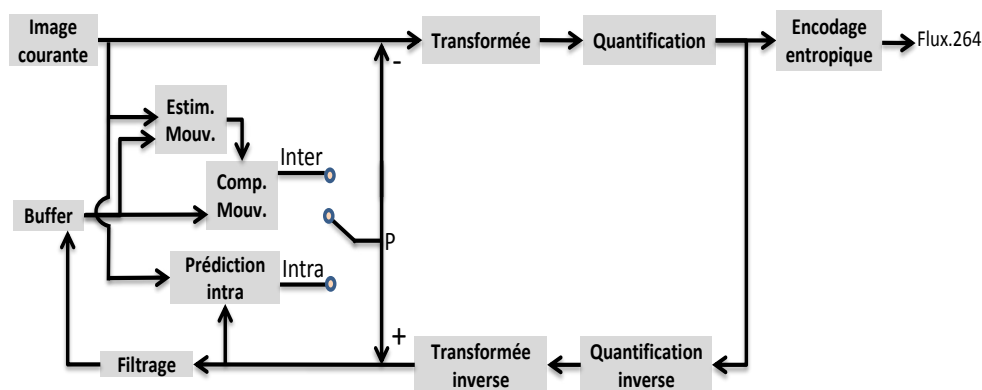 Image
courante
Transformée
Quantification
Encodage
entropique
Flux.264
-
Estim.
Mouv.
Inter
Comp.
Mouv.
Buffer
P
Prédiction
intra
Intra
+
Filtrage
Transformée
inverse
Quantification
inverse